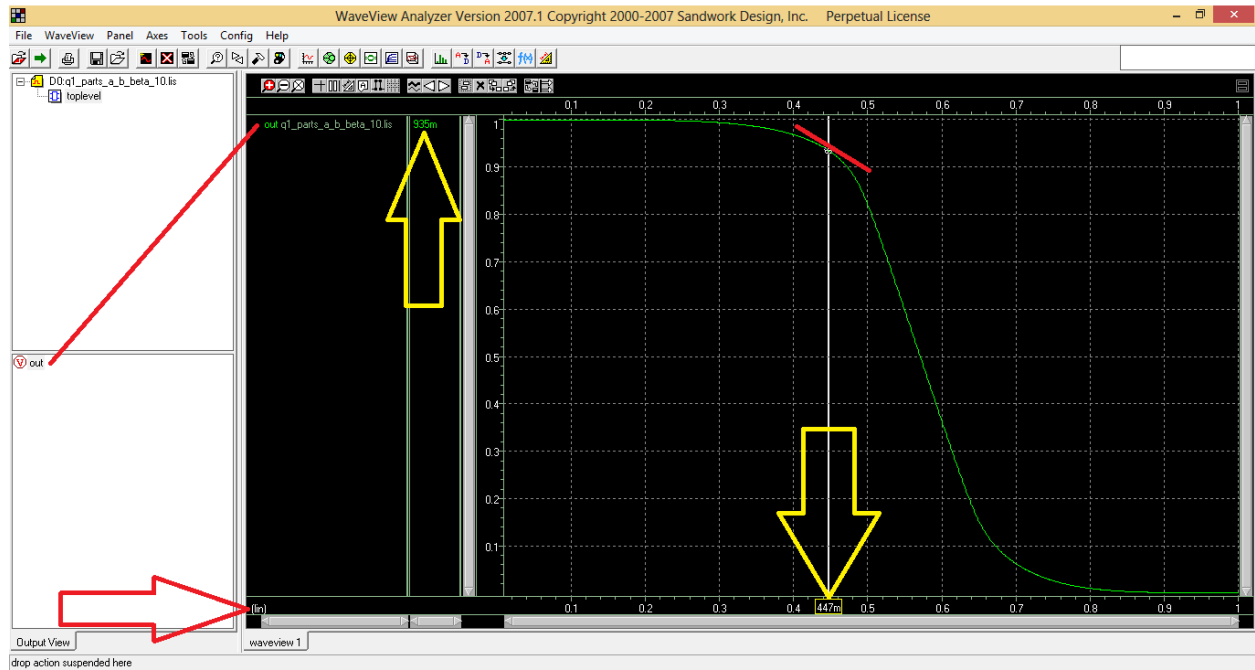 WaveView Analyzer Version 2007.1 Copyright 2000-2007 Sandwork Design, Inc. Perpetual License
File WaveView Panel Axes Tools Config Help
D0:q1_parts_a_b_beta_10.lis
toplevel
0.1 0.2 0.3 0.4 0.5 0.6 0.7 0.8 0.9 1
out q1_parts_a_b_beta_10.lis 935m
1
0.9
0.8
0.7
0.6
0.5
0.4
0.3
0.2
0.1
V out
(lin) 0.1 0.2 0.3 0.4 447m 0.5 0.6 0.7 0.8 0.9 1
Output View
waveview 1
drop action suspended here